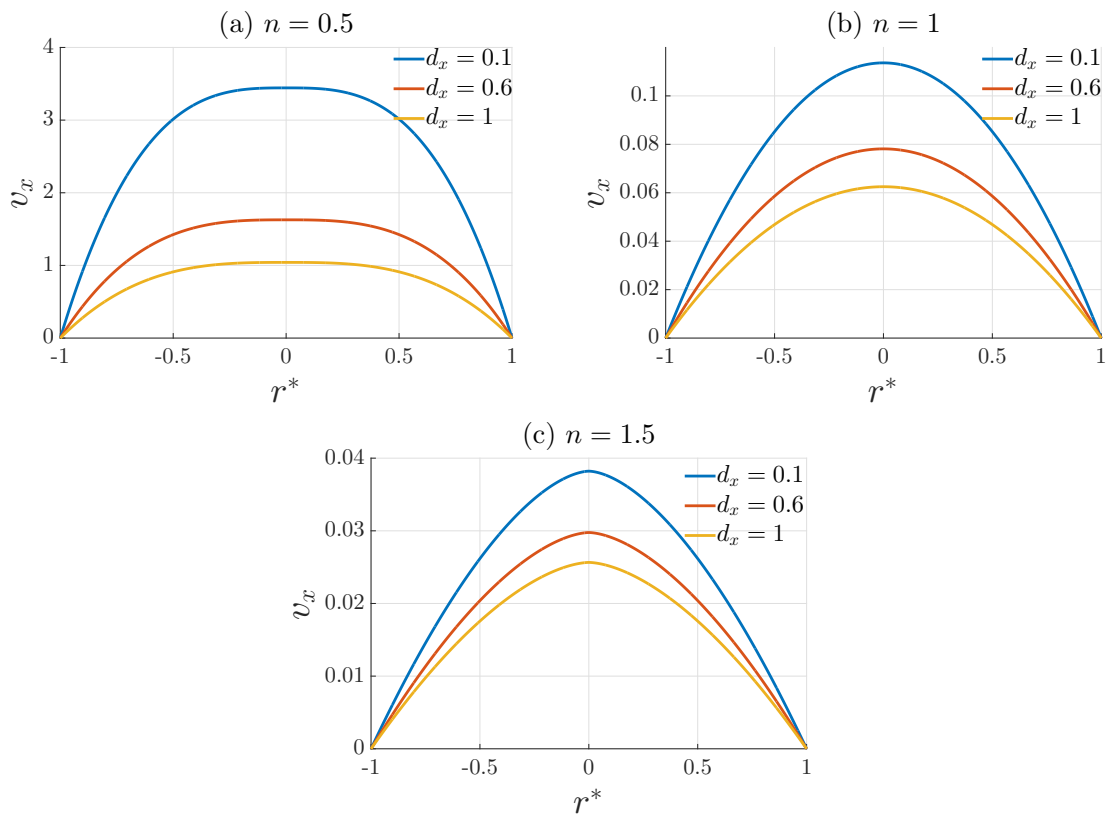 (a) n = 0.5
4
3
2
1
0
-1 -0.5 0 0.5 1
v_x
r*
d_x = 0.1
d_x = 0.6
d_x = 1
(b) n = 1
0.1
0.08
0.06
0.04
0.02
0
-1 -0.5 0 0.5 1
v_x
r*
d_x = 0.1
d_x = 0.6
d_x = 1
(c) n = 1.5
0.04
0.03
0.02
0.01
0
-1 -0.5 0 0.5 1
v_x
r*
d_x = 0.1
d_x = 0.6
d_x = 1